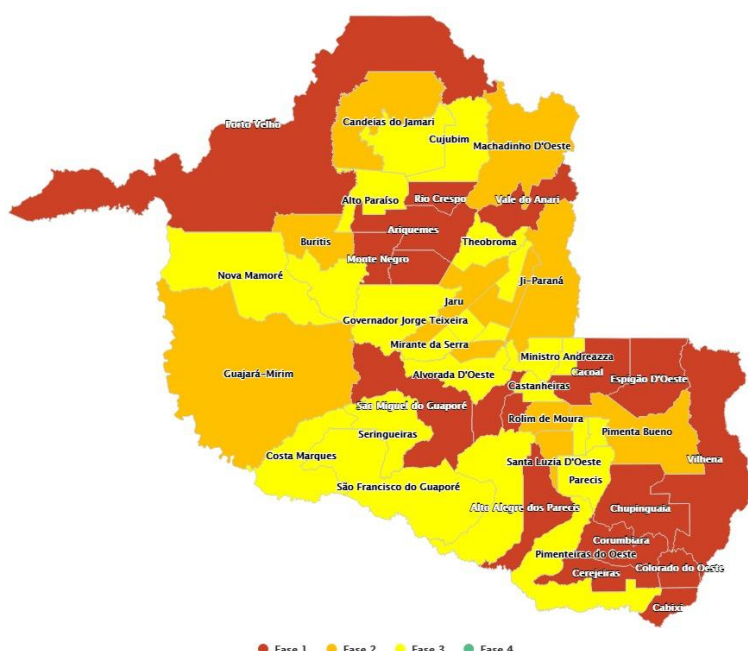 Porto Velho
Candeias do Jamari
Cujubim
Machadinho D'Oeste
Alto Paraíso
Rio Crespo
Vale do Anari
Ariquemes
Buritis
Theobroma
Monte Negro
Nova Mamoré
Ji-Paraná
Jaru
Governador Jorge Teixeira
Mirante da Serra
Ministro Andreazza
Guajará-Mirim
Alvorada D'Oeste
Cacoal
Castanheiras
Espigão D'Oeste
São Miguel do Guaporé
Rolim de Moura
Seringueiras
Pimenta Bueno
Costa Marques
Santa Luzia D'Oeste
Vilhena
Parecis
São Francisco do Guaporé
Alto Alegre dos Parecis
Chupinguaia
Corumbiara
Pimenteiras do Oeste
Colorado do Oeste
Cerejeiras
Cabixi
Fase 1 Fase 2 Fase 3 Fase 4